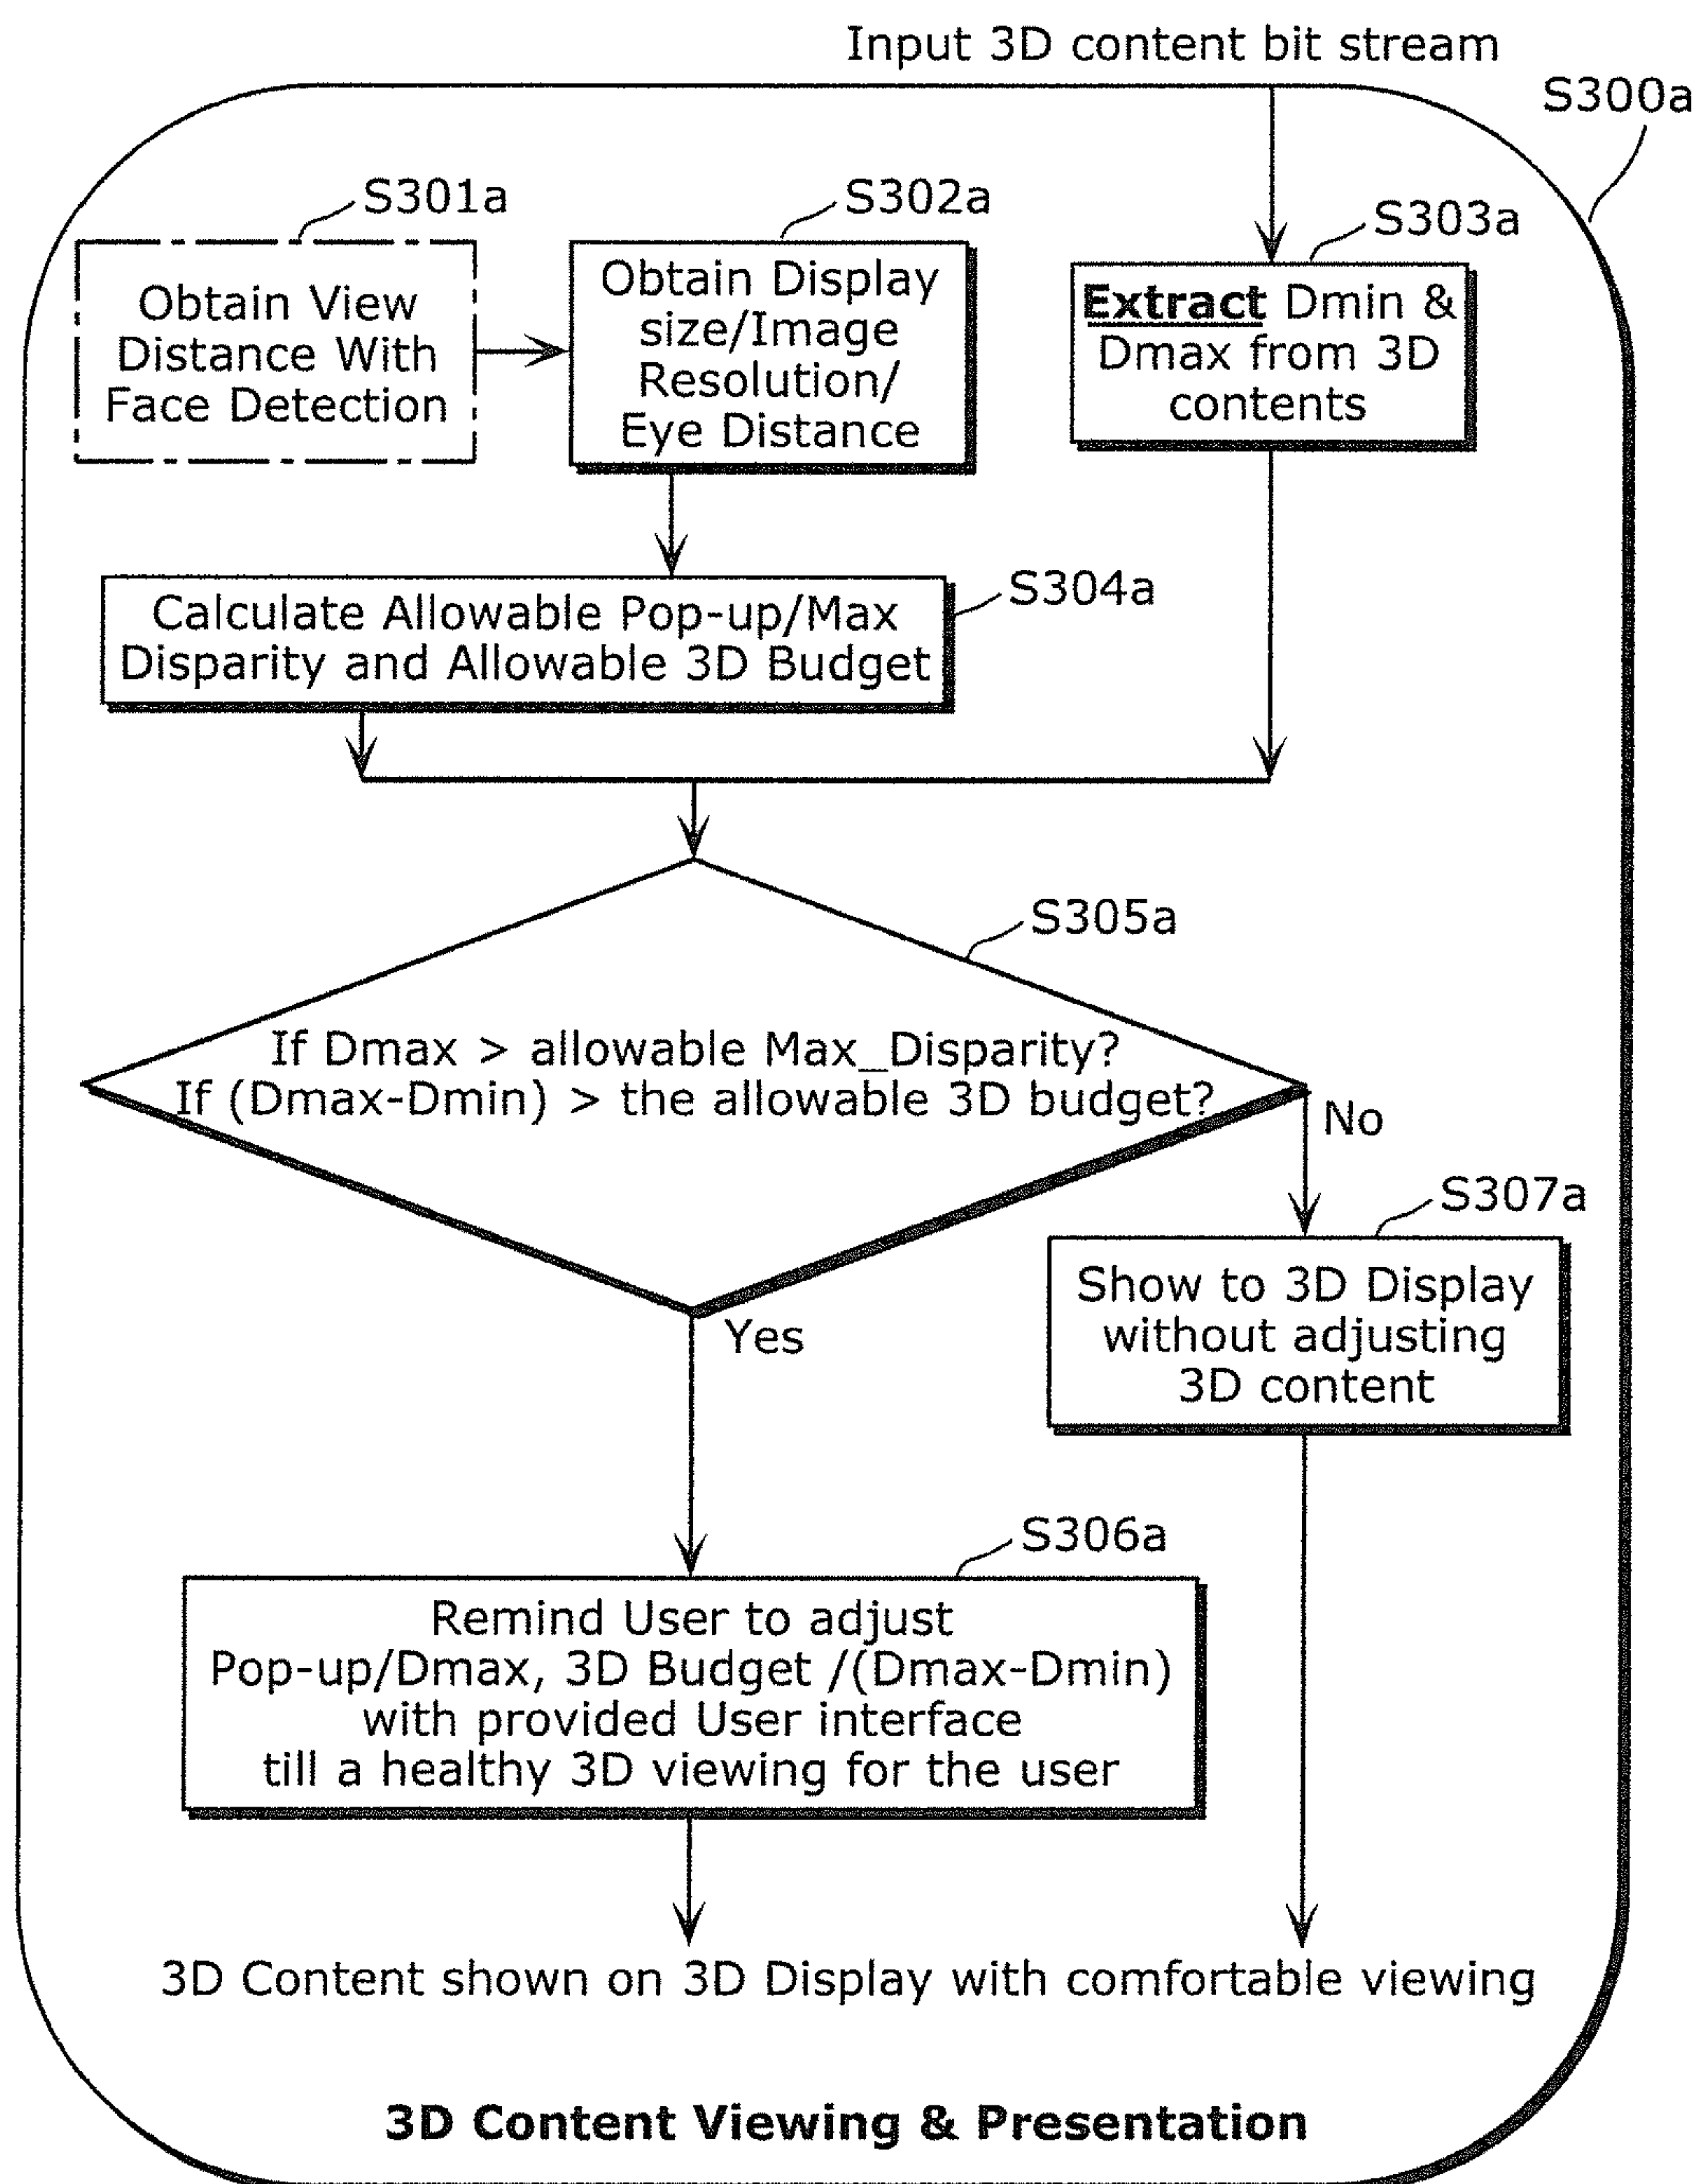 Input 3D content bit stream
S300a
S301a
Obtain View
Distance With
Face Detection
S302a
Obtain Display
size/Image
Resolution/
Eye Distance
S303a
Extract Dmin &
Dmax from 3D
contents
S304a
Calculate Allowable Pop-up/Max
Disparity and Allowable 3D Budget
S305a
If Dmax > allowable Max_Disparity?
If (Dmax-Dmin) > the allowable 3D budget?
No
Yes
S307a
Show to 3D Display
without adjusting
3D content
S306a
Remind User to adjust
Pop-up/Dmax, 3D Budget /(Dmax-Dmin)
with provided User interface
till a healthy 3D viewing for the user
3D Content shown on 3D Display with comfortable viewing
3D Content Viewing & Presentation